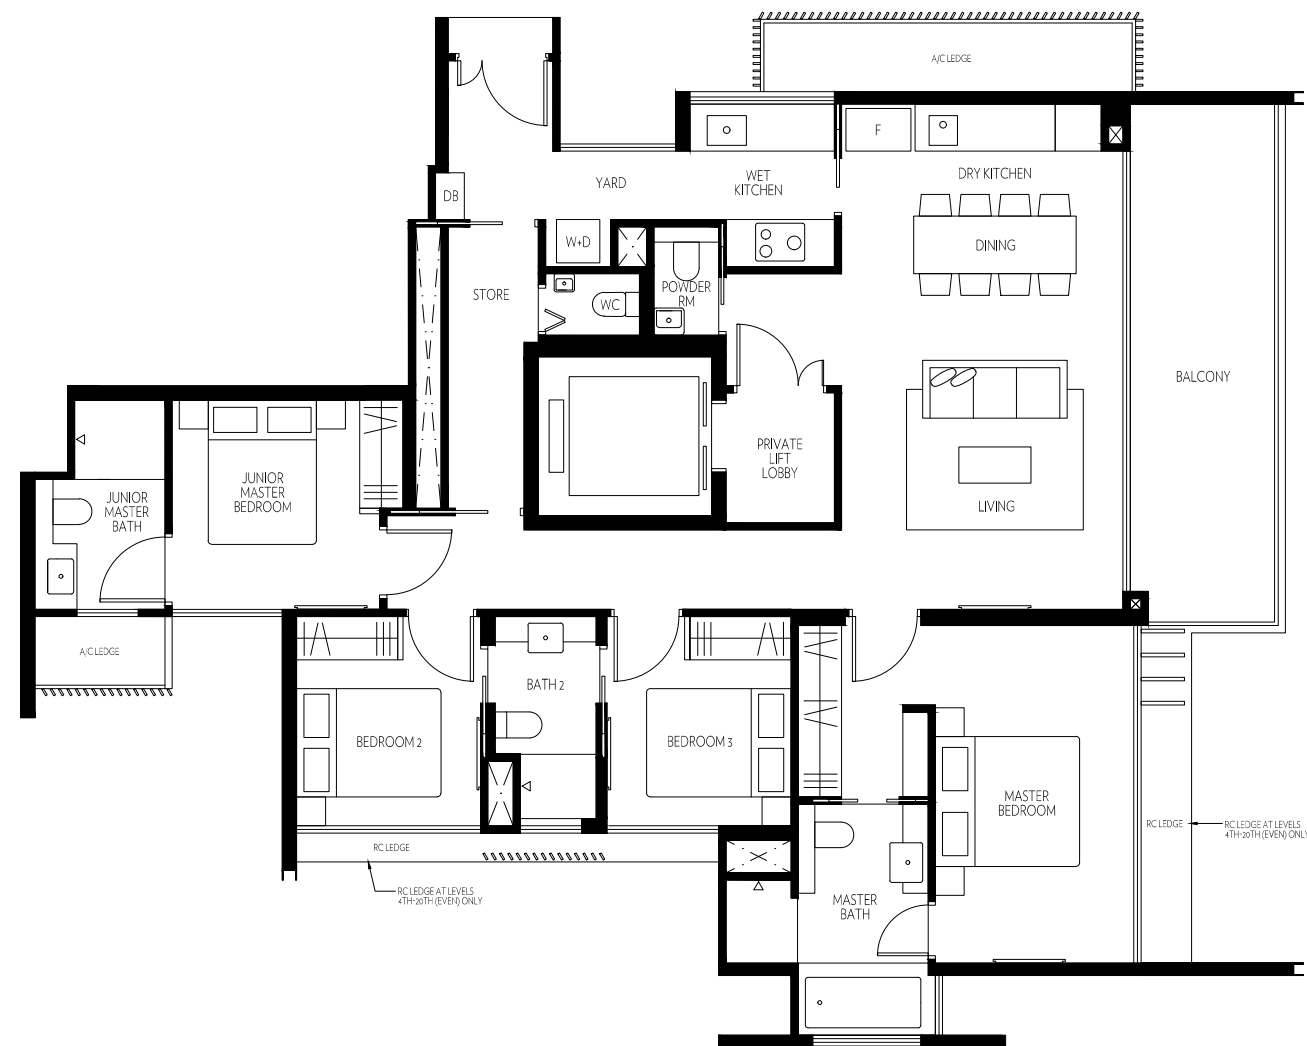 A/C LEDGE
F
DRY KITCHEN
WET
KITCHEN
YARD
DB
W+D
DINING
STORE
WC
POWDER
RM
BALCONY
PRIVATE
LIFT
LOBBY
LIVING
JUNIOR
MASTER
BEDROOM
JUNIOR
MASTER
BATH
A/C LEDGE
BATH 2
BEDROOM 2
BEDROOM 3
MASTER
BEDROOM
RC LEDGE
RC LEDGE AT LEVELS
4TH-20TH (EVEN) ONLY
RC LEDGE
RC LEDGE AT LEVELS
4TH-20TH (EVEN) ONLY
MASTER
BATH